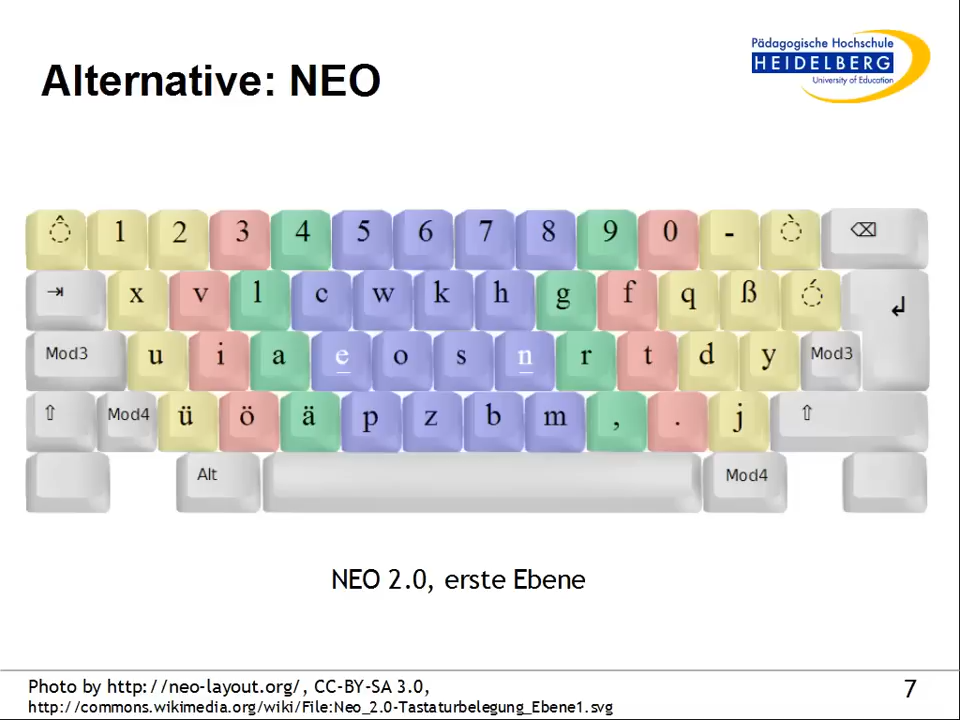 Alternative: NEO
Pädagogische Hochschule
HEIDELBERG
University of Education
◌̂ 1 2 3 4 5 6 7 8 9 0 - ◌̀ ⌫
⇥ x v l c w k h g f q ß ◌́ ↲
Mod3 u i a e o s n r t d y Mod3
⇧ Mod4 ü ö ä p z b m , . j ⇧
Alt Mod4
NEO 2.0, erste Ebene
Photo by http://neo-layout.org/, CC-BY-SA 3.0,
http://commons.wikimedia.org/wiki/File:Neo_2.0-Tastaturbelegung_Ebene1.svg
7